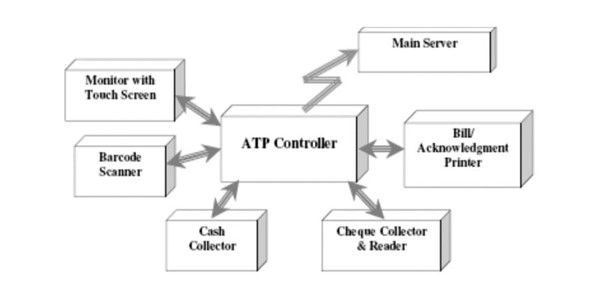 Main Server
Monitor with
Touch Screen
ATP Controller
Bill/
Acknowledgment
Printer
Barcode
Scanner
Cash
Collector
Cheque Collector
& Reader